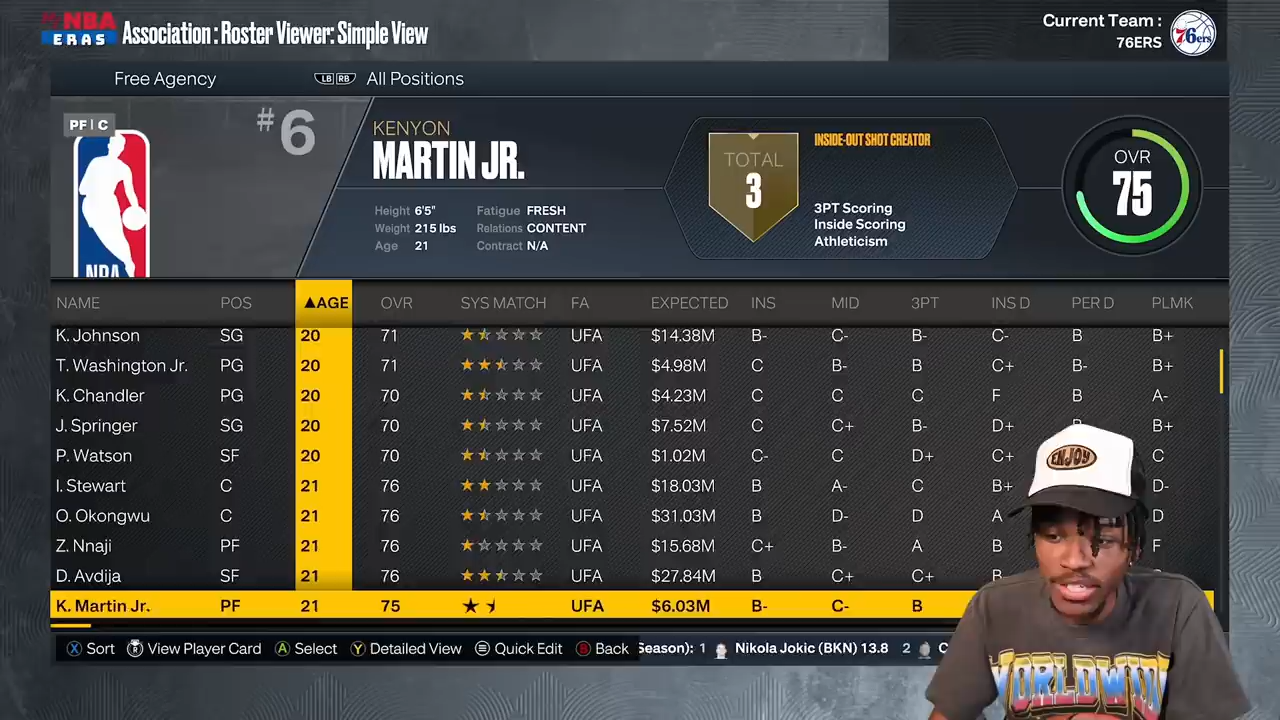 NBA
ERAS
Association : Roster Viewer: Simple View
Current Team :
76ERS
76ers
Free Agency
LB RB All Positions
PF | C
#6
NBA
KENYON
MARTIN JR.
Height 6'5" Fatigue FRESH
Weight 215 lbs Relations CONTENT
Age 21 Contract N/A
TOTAL
3
INSIDE-OUT SHOT CREATOR
3PT Scoring
Inside Scoring
Athleticism
OVR
75
NAME POS ▲AGE OVR SYS MATCH FA EXPECTED INS MID 3PT INS D PER D PLMK
K. Johnson SG 20 71 UFA $14.38M B- C- B- C- B B+
T. Washington Jr. PG 20 71 UFA $4.98M C B- B C+ B- B+
K. Chandler PG 20 70 UFA $4.23M C C C F B A-
J. Springer SG 20 70 UFA $7.52M C C+ B- D+ B+
P. Watson SF 20 70 UFA $1.02M C- C D+ C+ C
I. Stewart C 21 76 UFA $18.03M B A- C B+ D-
O. Okongwu C 21 76 UFA $31.03M B D- D A D
Z. Nnaji PF 21 76 UFA $15.68M C+ B- A B F
D. Avdija SF 21 76 UFA $27.84M B C+ C+
K. Martin Jr. PF 21 75 UFA $6.03M B- C- B
X Sort R View Player Card A Select Y Detailed View Quick Edit B Back Season): 1 Nikola Jokic (BKN) 13.8 2
ENJOY
WORLDWI